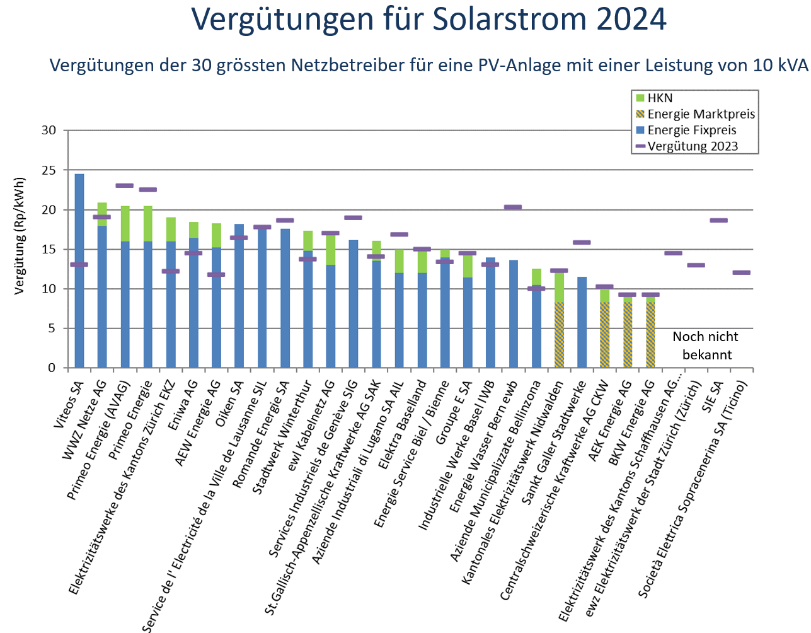 Vergütungen für Solarstrom 2024
Vergütungen der 30 grössten Netzbetreiber für eine PV-Anlage mit einer Leistung von 10 kVA
HKN
Energie Marktpreis
Energie Fixpreis
Vergütung 2023
Vergütung (Rp/kWh)
30
25
20
15
10
5
0
Noch nicht
bekannt
Viteos SA
WWZ Netze AG
Primeo Energie (AVAG)
Primeo Energie
Elektrizitätswerke des Kantons Zürich EKZ
Eniwa AG
AEW Energie AG
Oiken SA
Service de l' Electricité de la Ville de Lausanne SIL
Romande Energie SA
Stadtwerk Winterthur
ewl Kabelnetz AG
Services Industriels de Genève SIG
St.Gallisch-Appenzellische Kraftwerke AG SAK
Aziende Industriali di Lugano SA AIL
Elektra Baselland
Energie Service Biel / Bienne
Groupe E SA
Industrielle Werke Basel IWB
Energie Wasser Bern ewb
Aziende Municipalizzate Bellinzona
Kantonales Elektrizitätswerk Nidwalden
Sankt Galler Stadtwerke
Centralschweizerische Kraftwerke AG CKW
AEK Energie AG
BKW Energie AG
Elektrizitätswerk des Kantons Schaffhausen AG...
ewz Elektrizitätswerk der Stadt Zürich (Zürich)
SIE SA
Società Elettrica Sopracenerina SA (Ticino)